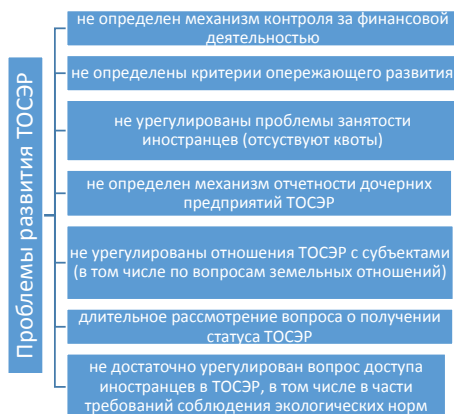 Проблемы развития ТОСЭР
не определен механизм контроля за финансовой
деятельностью
не определены критерии опережающего развития
не урегулированы проблемы занятости
иностранцев (отсуствуют квоты)
не определен механизм отчетности дочерних
предприятий ТОСЭР
не урегулированы отношения ТОСЭР с субъектами
(в том числе по вопросам земельных отношений)
длительное рассмотрение вопроса о получении
статуса ТОСЭР
не достаточно урегулирован вопрос доступа
иностранцев в ТОСЭР, в том числе в части
требований соблюдения экологических норм